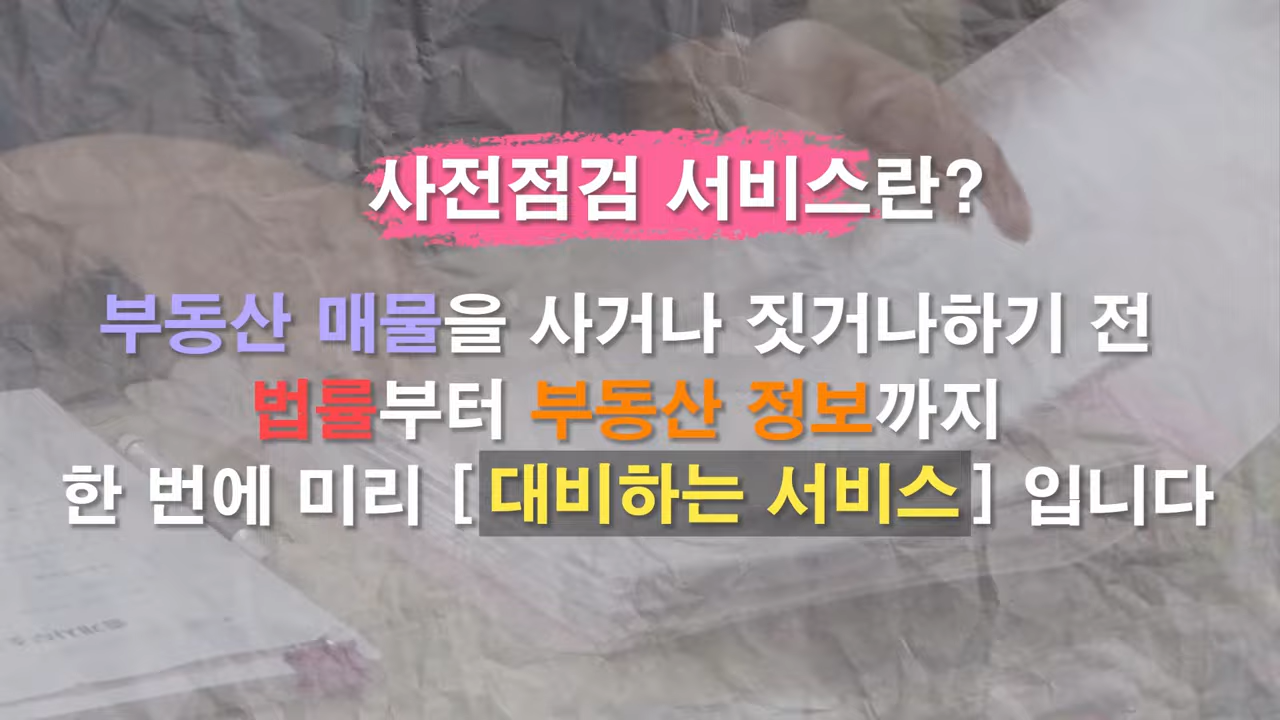 사전점검 서비스란?
부동산 매물을 사거나 짓거나하기 전
법률부터 부동산 정보까지
한 번에 미리 [대비하는 서비스] 입니다